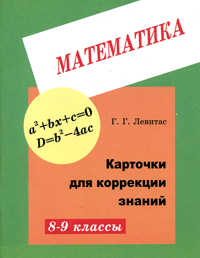 МАТЕМАТИКА
a²+bx+c=0
D=b²−4ac
Г. Г. Левитас
Карточки
для коррекции
знаний
8-9 классы